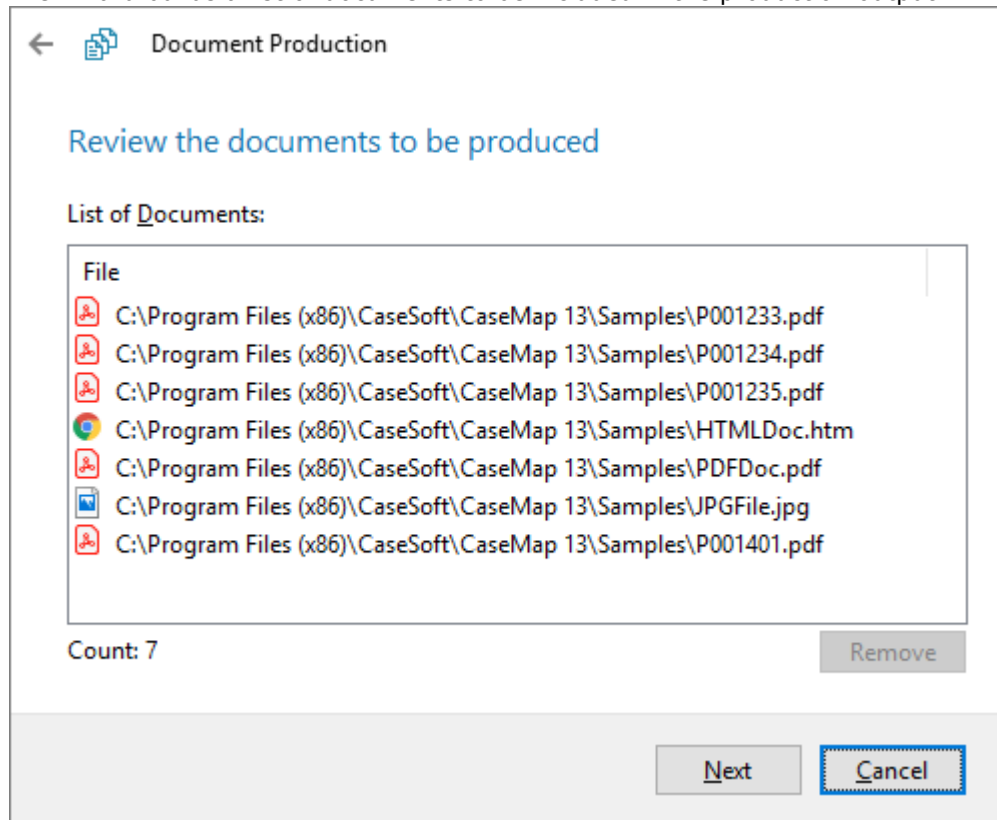 Document Production
Review the documents to be produced
List of Documents:
File
C:\Program Files (x86)\CaseSoft\CaseMap 13\Samples\P001233.pdf
C:\Program Files (x86)\CaseSoft\CaseMap 13\Samples\P001234.pdf
C:\Program Files (x86)\CaseSoft\CaseMap 13\Samples\P001235.pdf
C:\Program Files (x86)\CaseSoft\CaseMap 13\Samples\HTMLDoc.htm
C:\Program Files (x86)\CaseSoft\CaseMap 13\Samples\PDFDoc.pdf
C:\Program Files (x86)\CaseSoft\CaseMap 13\Samples\JPGFile.jpg
C:\Program Files (x86)\CaseSoft\CaseMap 13\Samples\P001401.pdf
Count: 7
Remove
Next Cancel